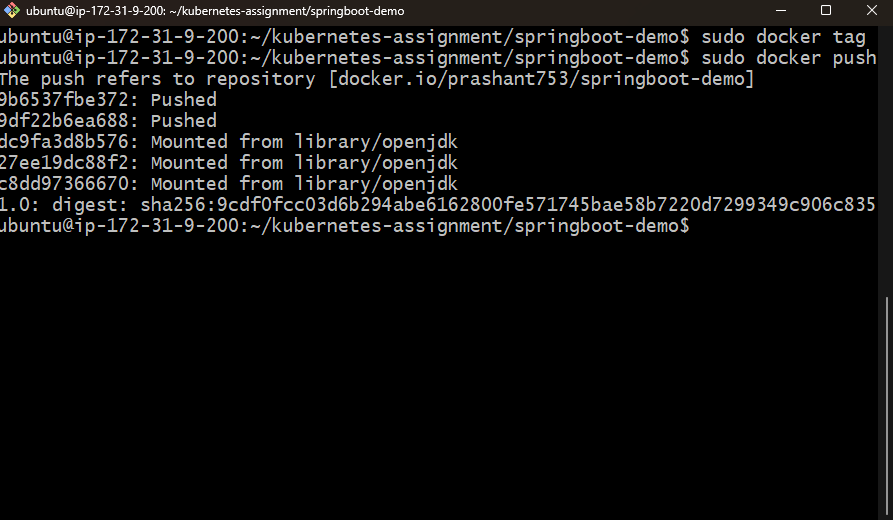 ubuntu@ip-172-31-9-200: ~/kubernetes-assignment/springboot-demo
ubuntu@ip-172-31-9-200:~/kubernetes-assignment/springboot-demo$ sudo docker tag
ubuntu@ip-172-31-9-200:~/kubernetes-assignment/springboot-demo$ sudo docker push
The push refers to repository [docker.io/prashant753/springboot-demo]
9b6537fbe372: Pushed
9df22b6ea688: Pushed
dc9fa3d8b576: Mounted from library/openjdk
27ee19dc88f2: Mounted from library/openjdk
c8dd97366670: Mounted from library/openjdk
1.0: digest: sha256:9cdf0fcc03d6b294abe6162800fe571745bae58b7220d7299349c906c835
ubuntu@ip-172-31-9-200:~/kubernetes-assignment/springboot-demo$